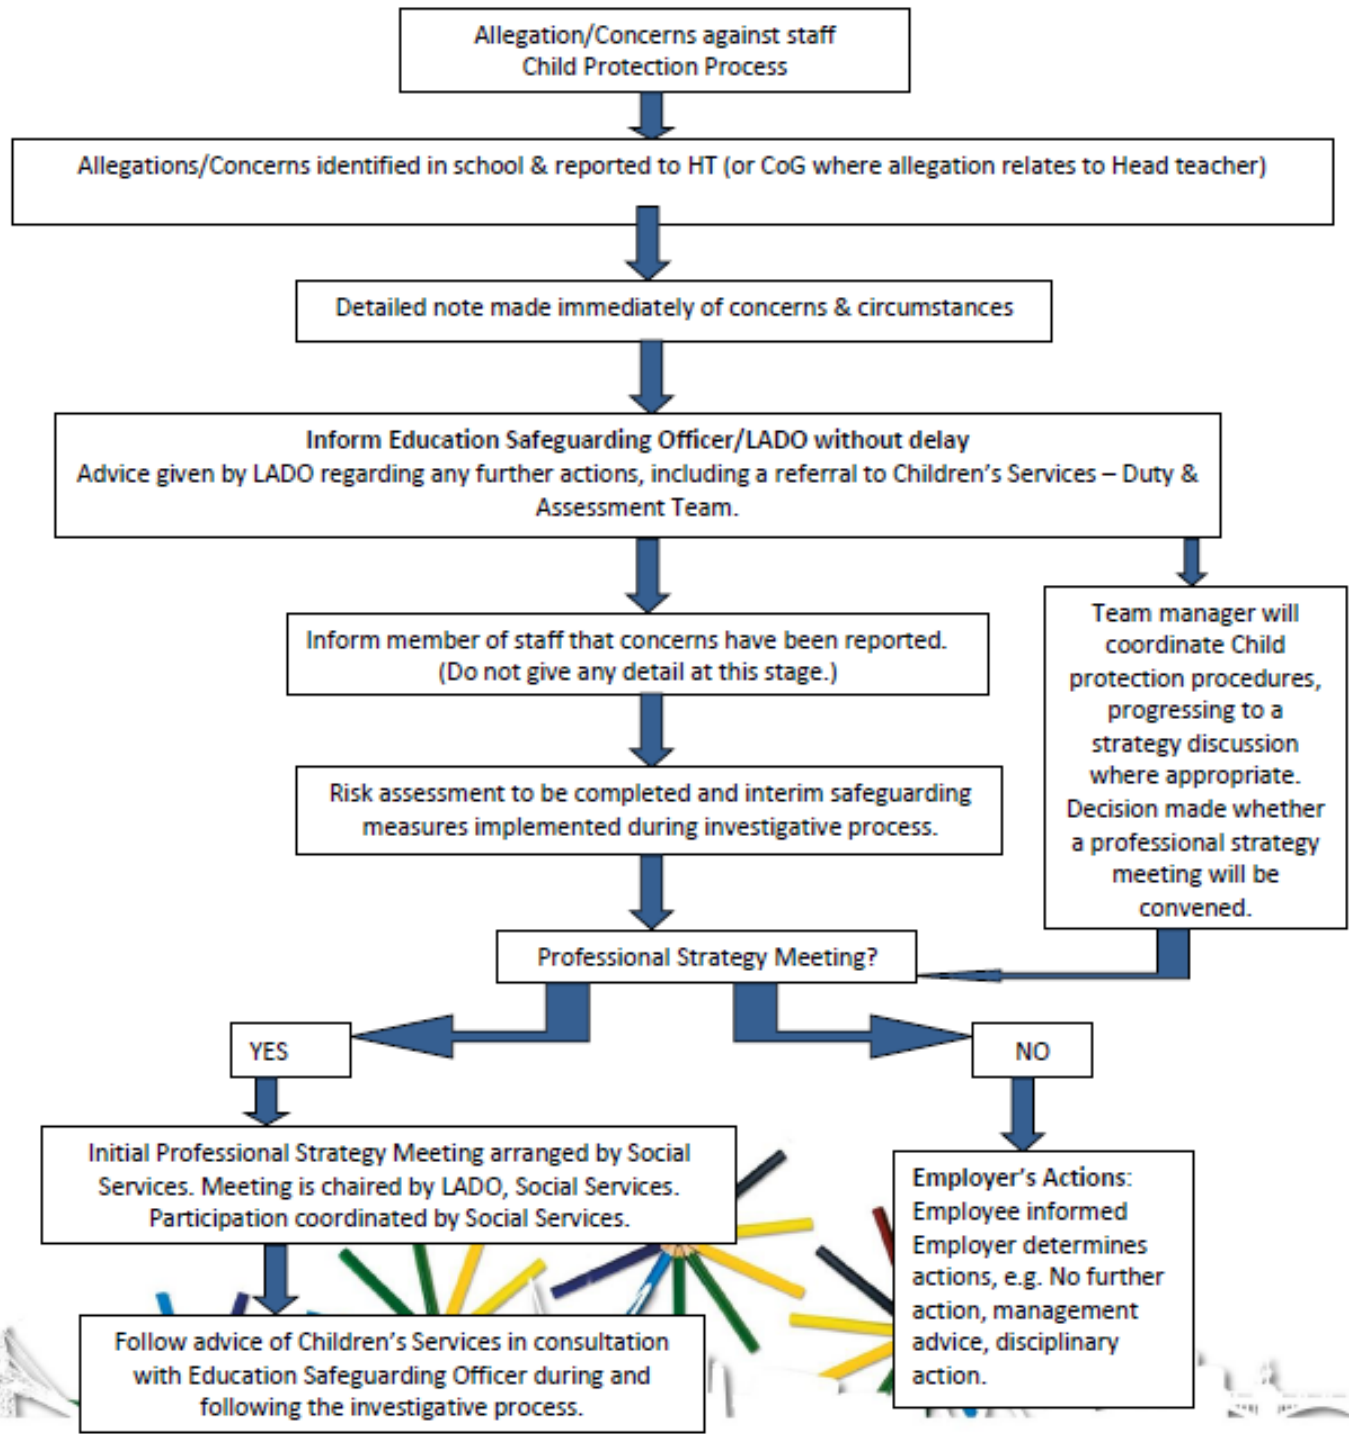 Allegation/Concerns against staff
Child Protection Process
Allegations/Concerns identified in school & reported to HT (or CoG where allegation relates to Head teacher)
Detailed note made immediately of concerns & circumstances
Inform Education Safeguarding Officer/LADO without delay
Advice given by LADO regarding any further actions, including a referral to Children's Services – Duty &
Assessment Team.
Inform member of staff that concerns have been reported.
(Do not give any detail at this stage.)
Team manager will
coordinate Child
protection procedures,
progressing to a
strategy discussion
where appropriate.
Decision made whether
a professional strategy
meeting will be
convened.
Risk assessment to be completed and interim safeguarding
measures implemented during investigative process.
Professional Strategy Meeting?
YES
NO
Initial Professional Strategy Meeting arranged by Social
Services. Meeting is chaired by LADO, Social Services.
Participation coordinated by Social Services.
Employer's Actions:
Employee informed
Employer determines
actions, e.g. No further
action, management
advice, disciplinary
action.
Follow advice of Children's Services in consultation
with Education Safeguarding Officer during and
following the investigative process.